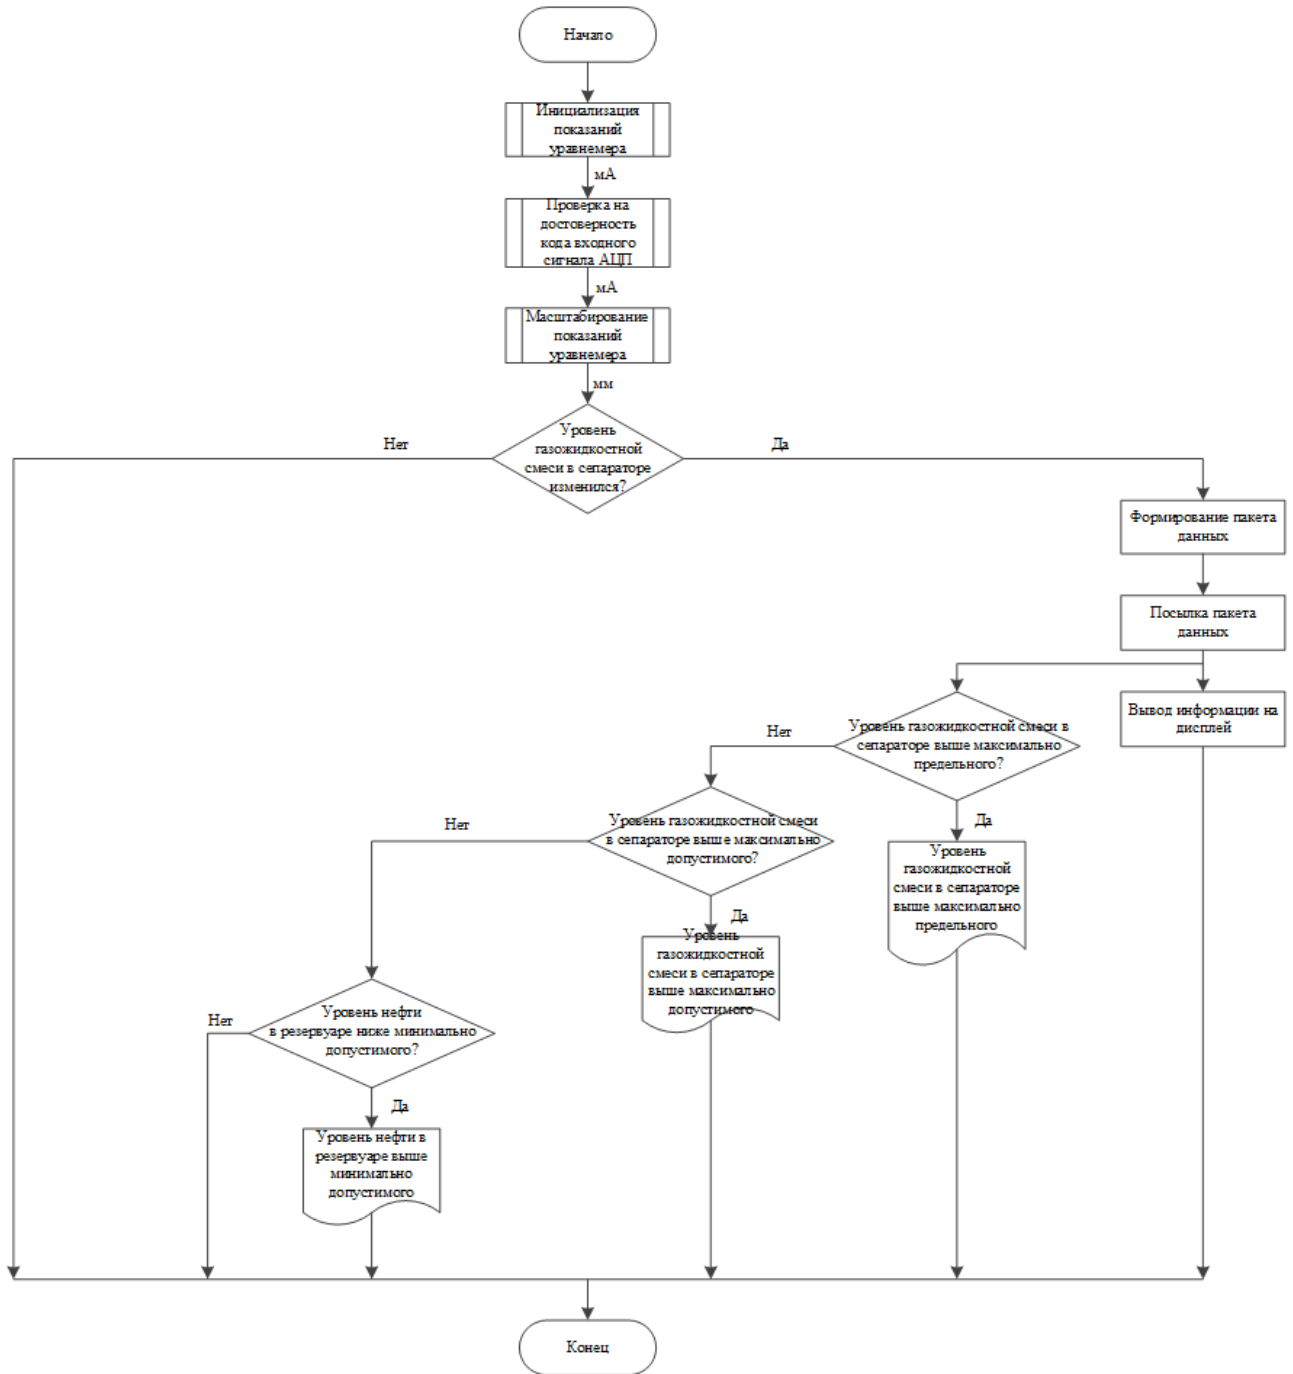 Начало
Инициализация
показаний
уравнемера
мА
Проверка на
достоверность
кода входного
сигнала АЦП
мА
Масштабирование
показаний
уравнемера
мм
Уровень
газожидкостной
смеси в сепараторе
изменился?
Нет
Да
Формирование пакета
данных
Посылка пакета
данных
Вывод информации на
дисплей
Уровень газожидкостной смеси в
сепараторе выше максимально
предельного?
Нет
Да
Уровень
газожидкостной
смеси в сепараторе
выше максимально
предельного
Уровень газожидкостной смеси
в сепараторе выше максимально
допустимого?
Нет
Да
Уровень
газожидкостной
смеси в сепараторе
выше максимально
допустимого
Уровень нефти
в резервуаре ниже минимально
допустимого?
Нет
Да
Уровень нефти в
резервуаре выше
минимально
допустимого
Конец